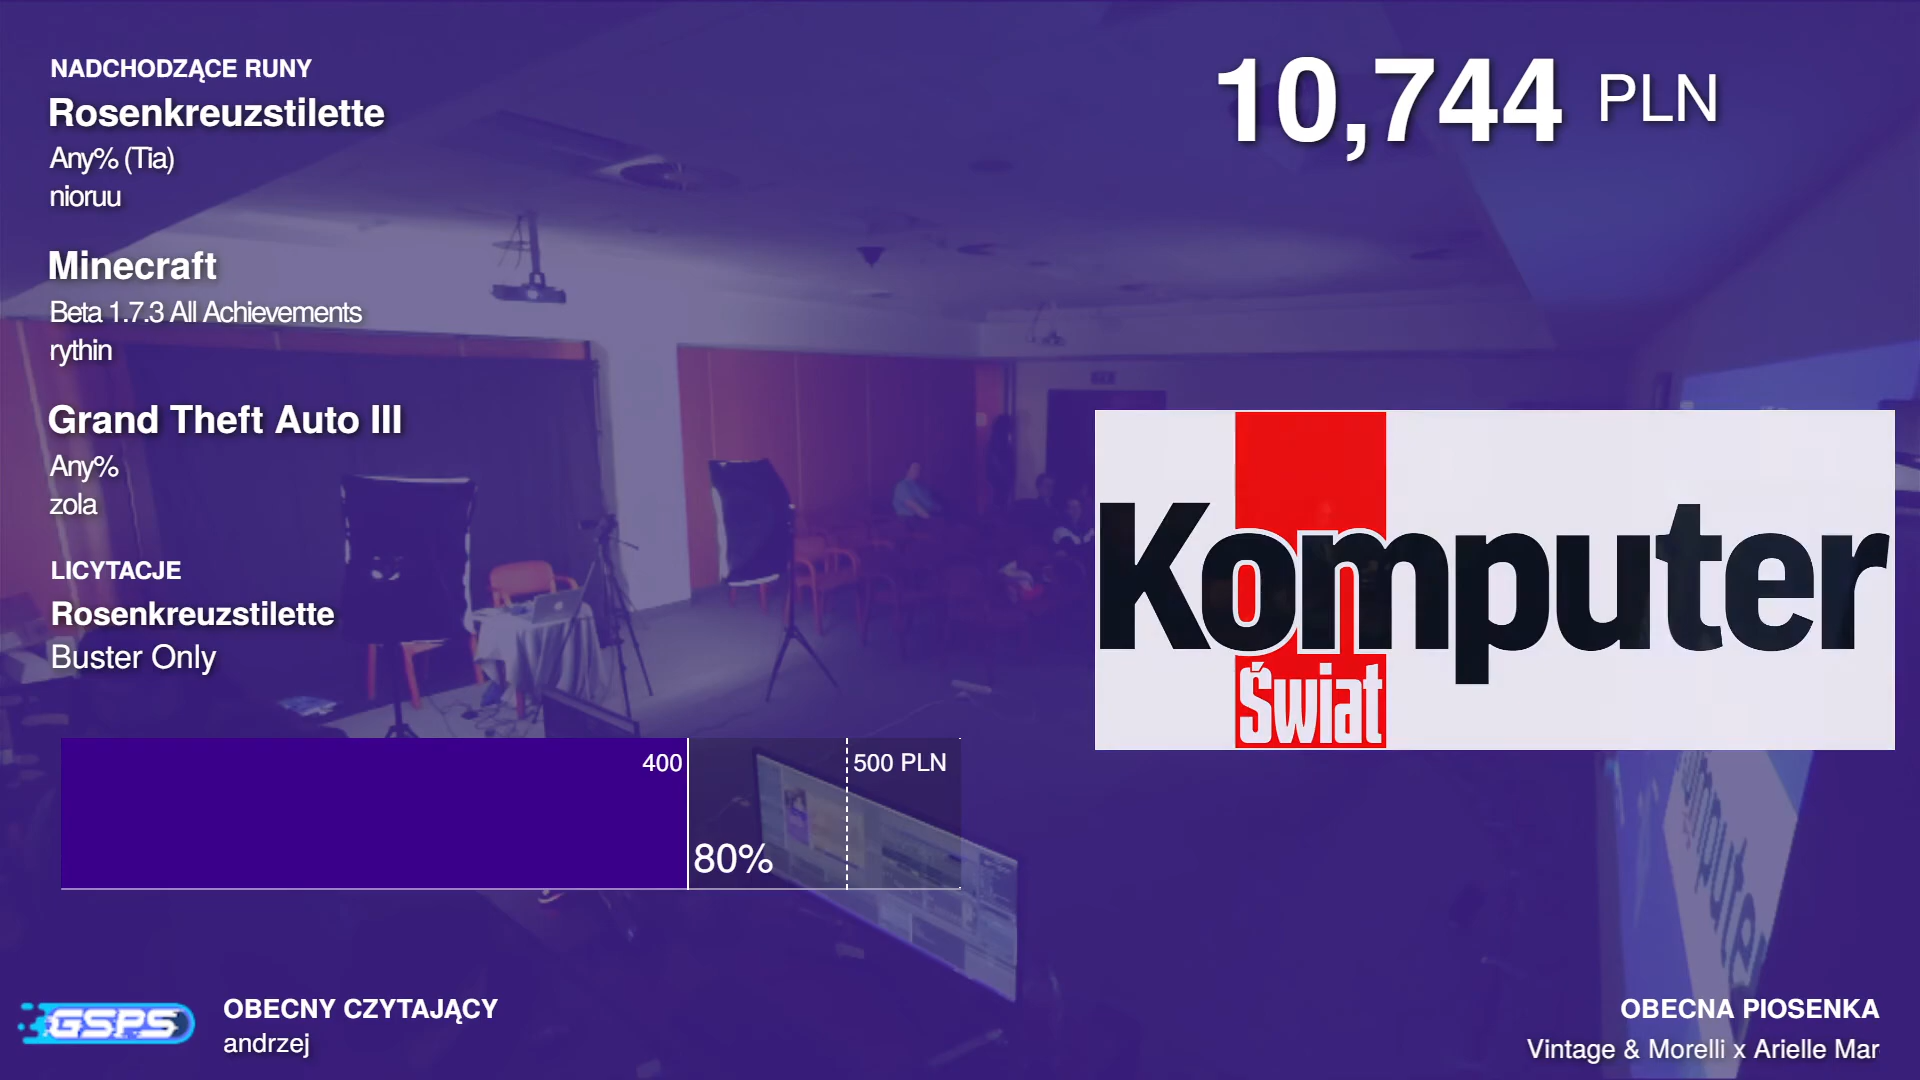 NADCHODZĄCE RUNY
Rosenkreuzstilette
Any% (Tia)
nioruu
Minecraft
Beta 1.7.3 All Achievements
rythin
Grand Theft Auto III
Any%
zola
LICYTACJE
Rosenkreuzstilette
Buster Only
400
500 PLN
80%
10,744 PLN
Komputer
Świat
GSPS
OBECNY CZYTAJĄCY
andrzej
OBECNA PIOSENKA
Vintage & Morelli x Arielle Mar